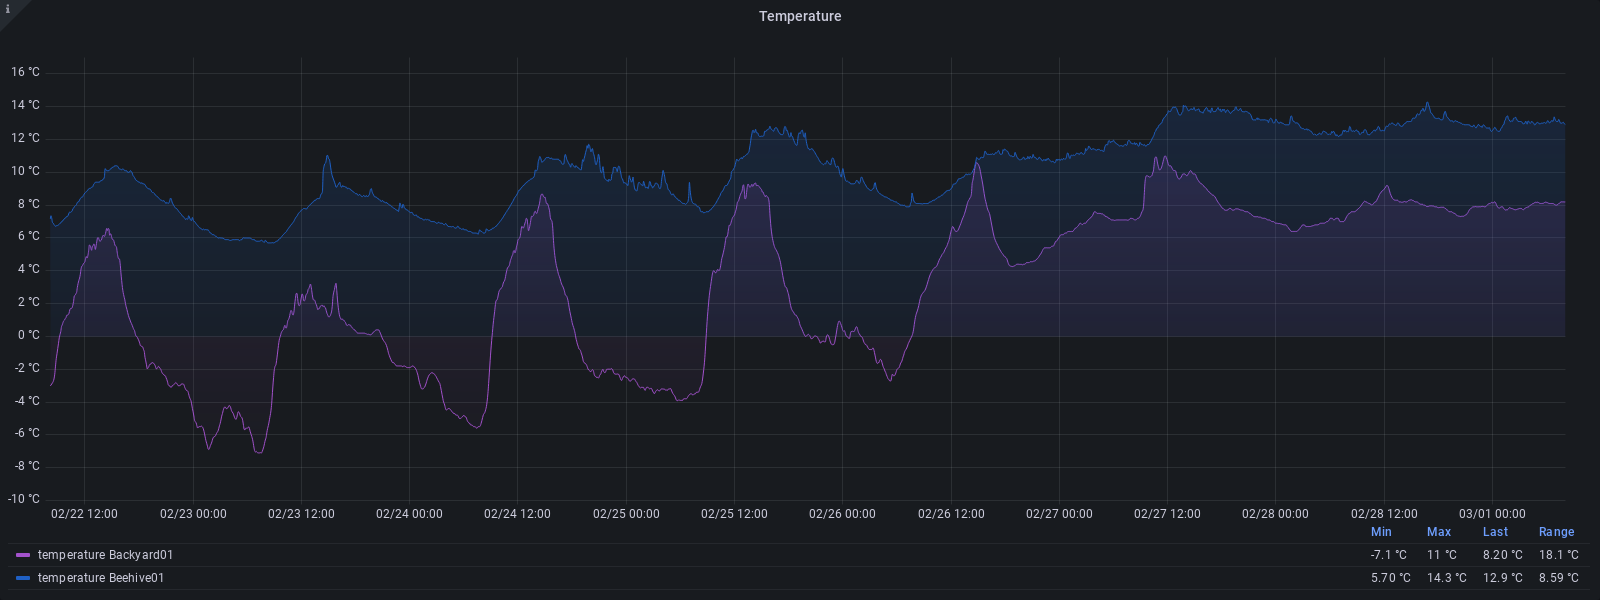 i
Temperature
16 °C
14 °C
12 °C
10 °C
8 °C
6 °C
4 °C
2 °C
0 °C
-2 °C
-4 °C
-6 °C
-8 °C
-10 °C
02/22 12:00 02/23 00:00 02/23 12:00 02/24 00:00 02/24 12:00 02/25 00:00 02/25 12:00 02/26 00:00 02/26 12:00 02/27 00:00 02/27 12:00 02/28 00:00 02/28 12:00 03/01 00:00
Min Max Last Range
temperature Backyard01 -7.1 °C 11 °C 8.20 °C 18.1 °C
temperature Beehive01 5.70 °C 14.3 °C 12.9 °C 8.59 °C